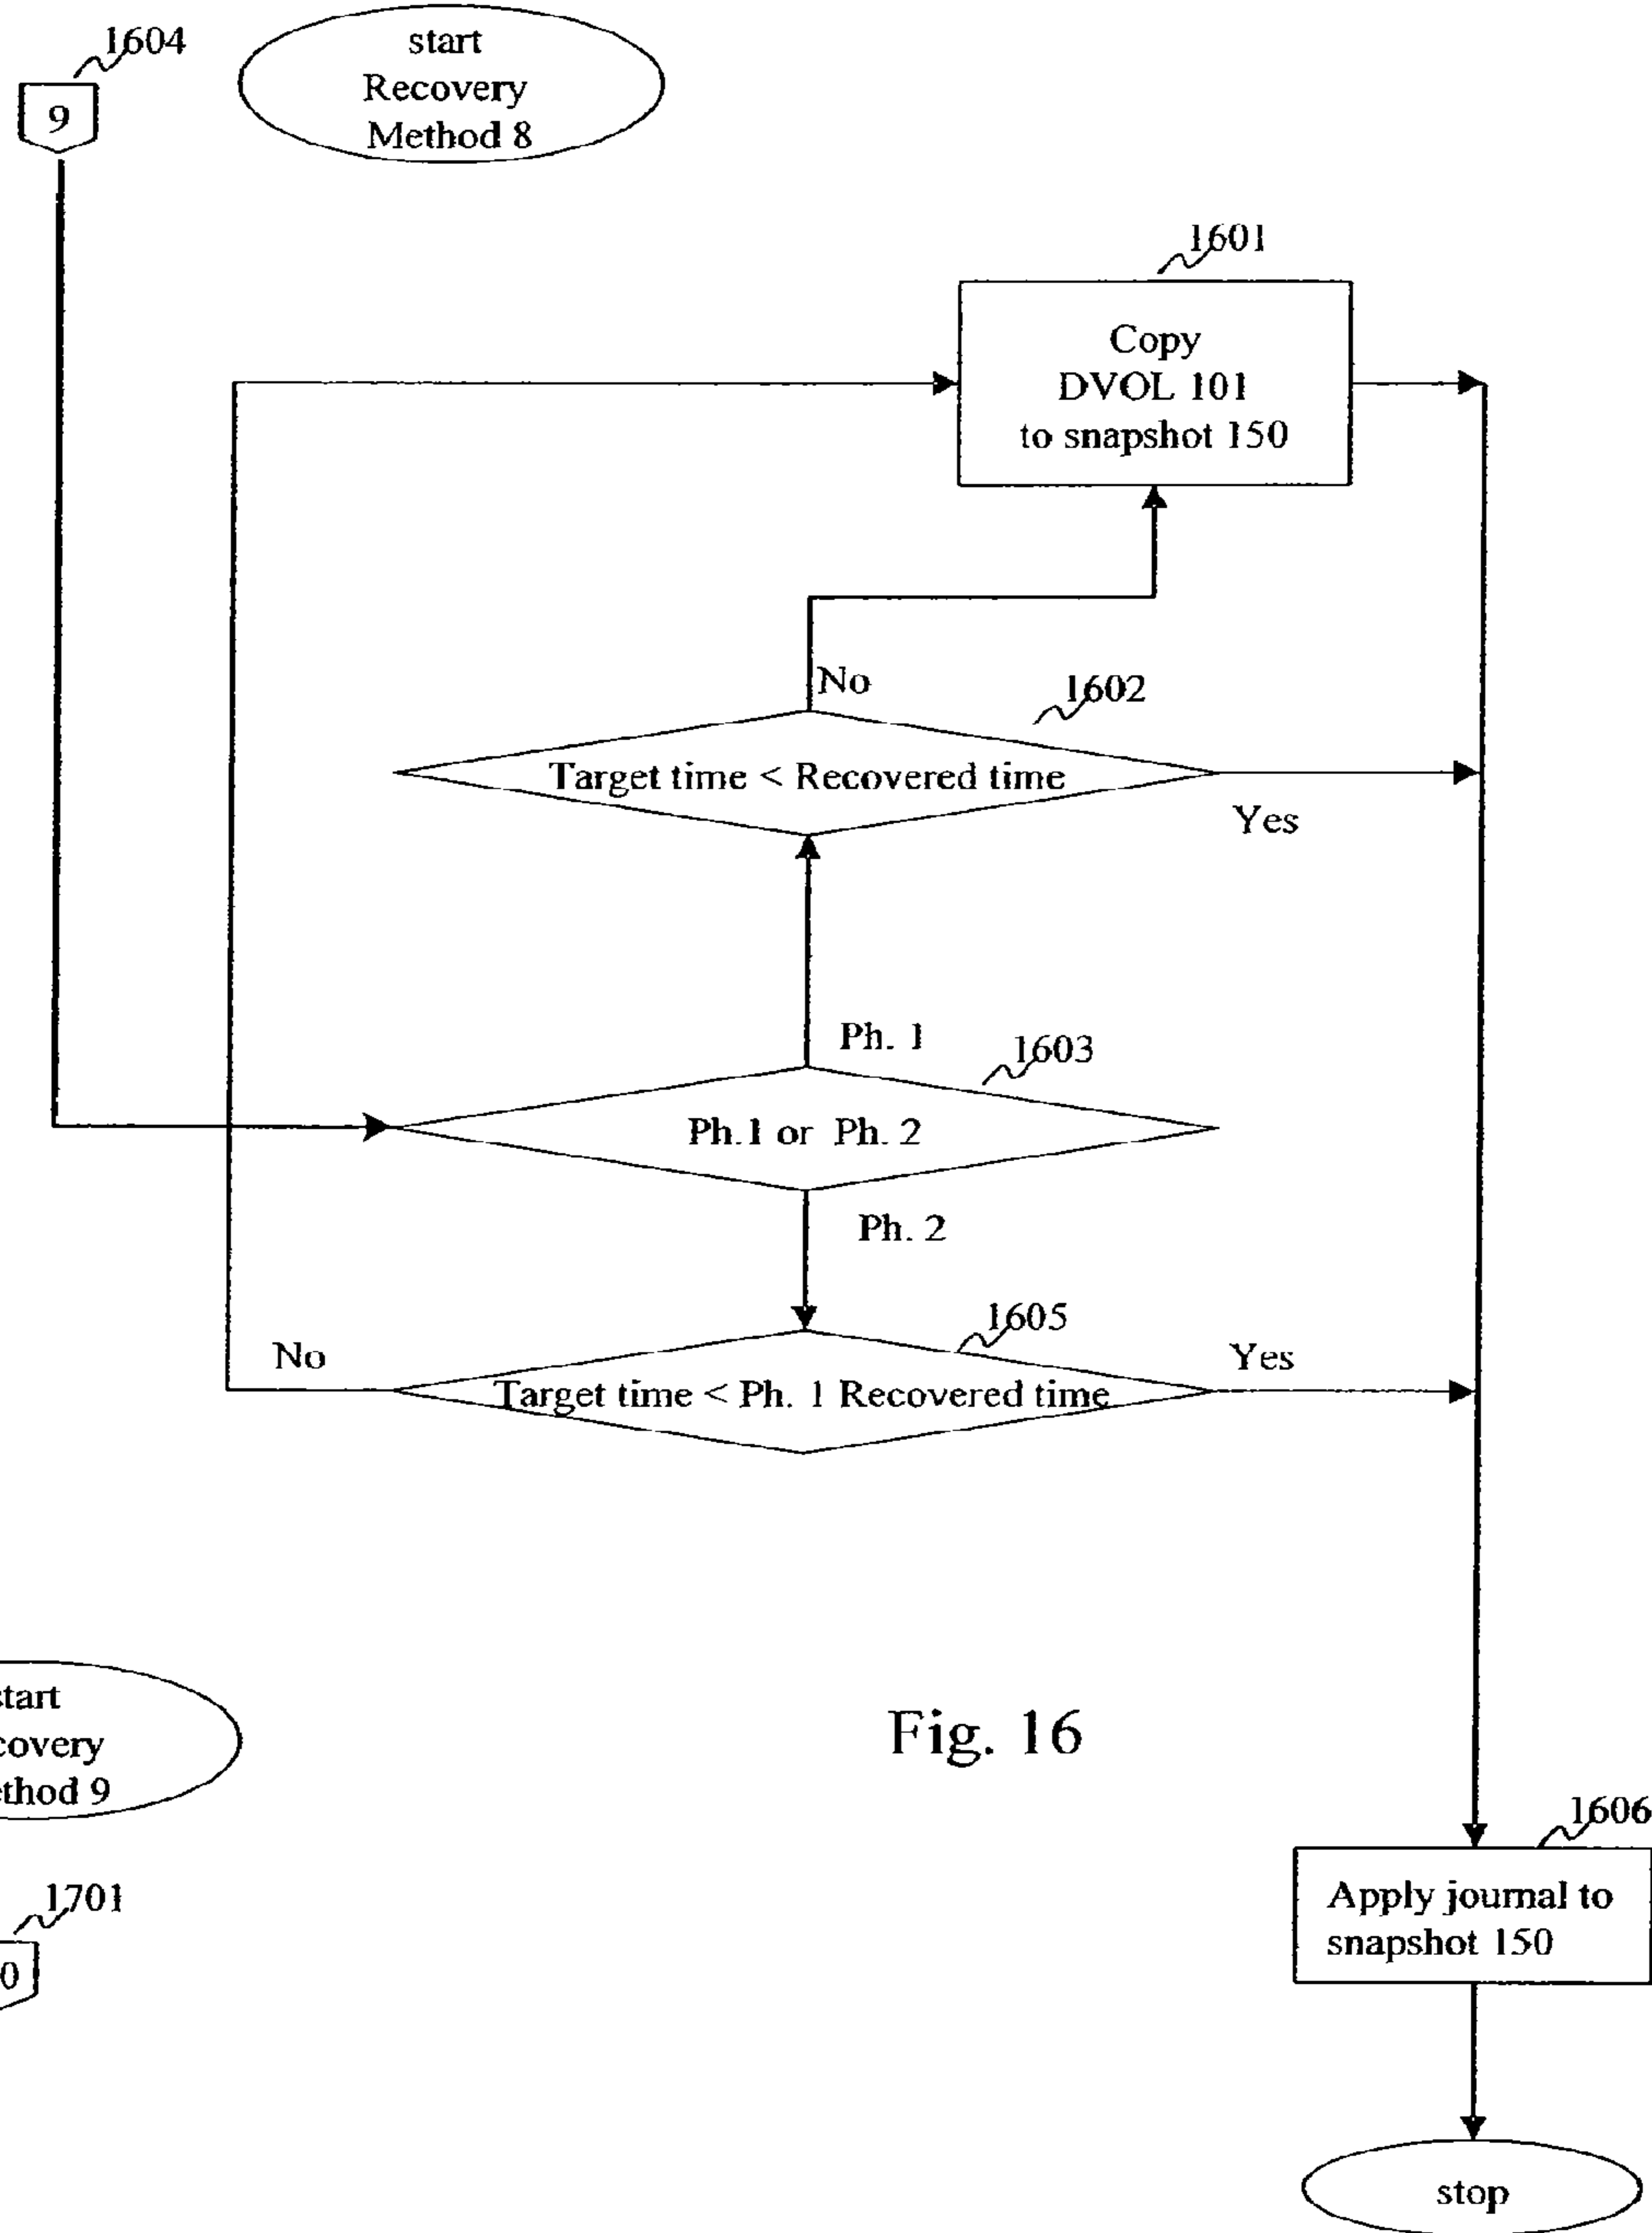 1604
start
Recovery
Method 8
9
1601
Copy
DVOL 101
to snapshot 150
No
1602
Target time < Recovered time
Yes
Ph. 1
1603
Ph.1 or Ph. 2
Ph. 2
1605
No
Yes
Target time < Ph. 1 Recovered time
Fig. 16
1606
Apply journal to
snapshot 150
stop
start
covery
ethod 9
1701
0